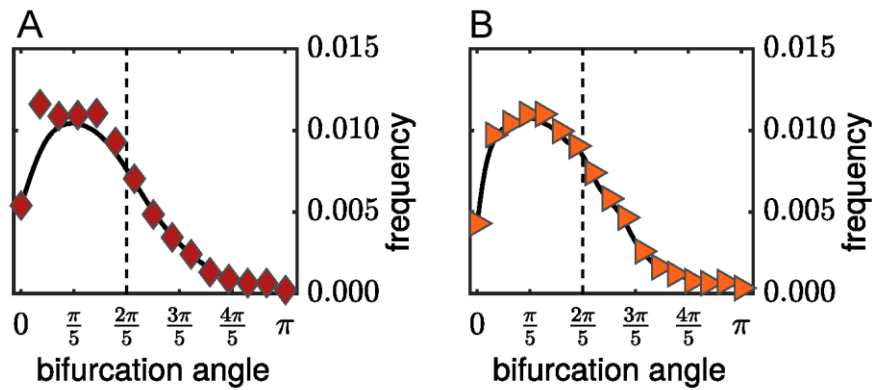 A
0.015
0.010
0.005
0.000
frequency
0 π/5 2π/5 3π/5 4π/5 π
bifurcation angle
B
0.015
0.010
0.005
0.000
frequency
0 π/5 2π/5 3π/5 4π/5 π
bifurcation angle